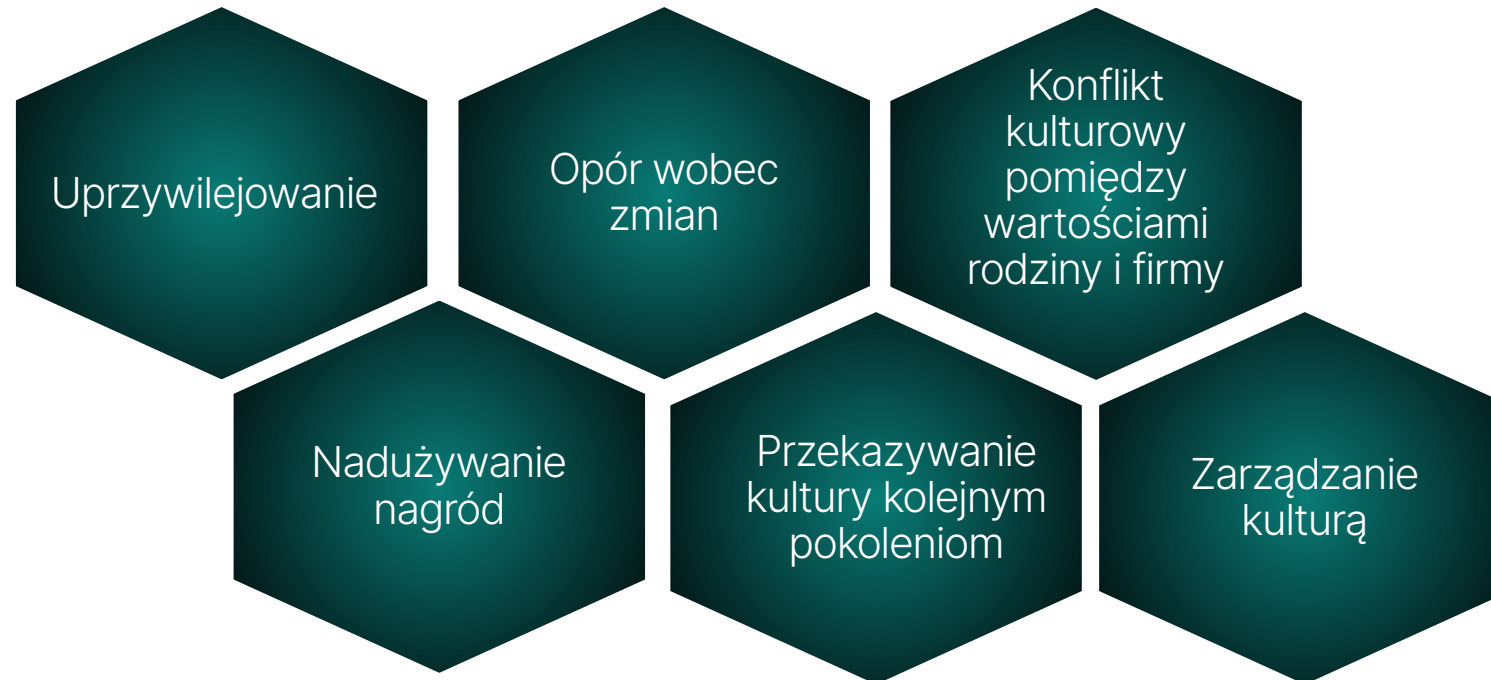 Uprzywilejowanie
Opór wobec
zmian
Konflikt
kulturowy
pomiędzy
wartościami
rodziny i firmy
Nadużywanie
nagród
Przekazywanie
kultury kolejnym
pokoleniom
Zarządzanie
kulturą